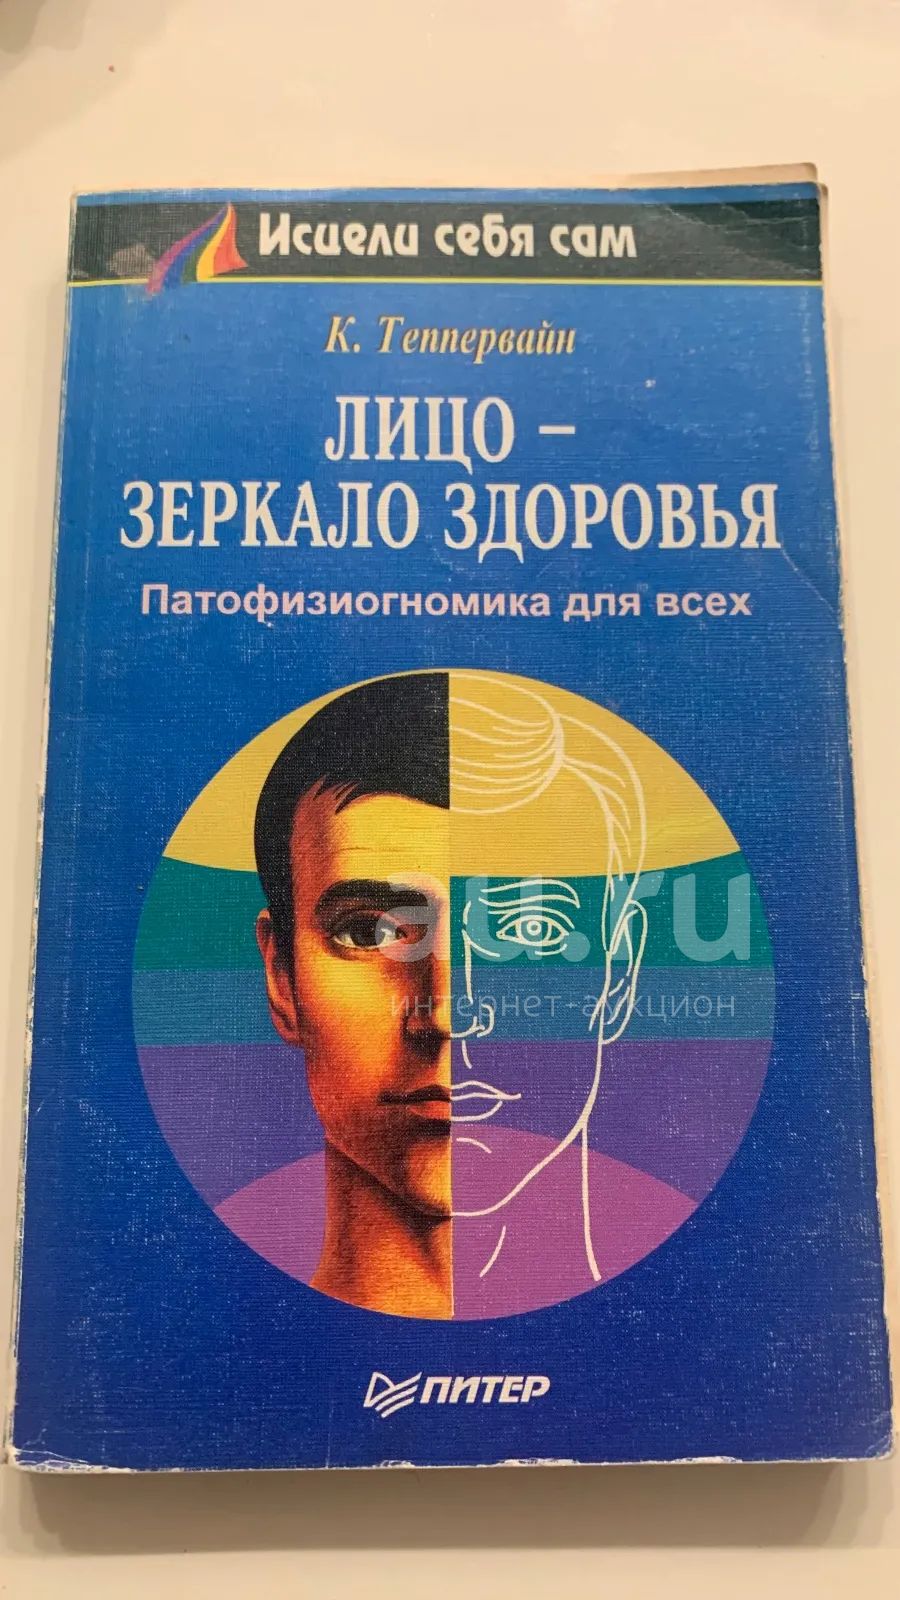 Исцели себя сам
К. Теппервайн
ЛИЦО –
ЗЕРКАЛО ЗДОРОВЬЯ
Патофизиогномика для всех
au.ru
интернет-аукцион
ПИТЕР